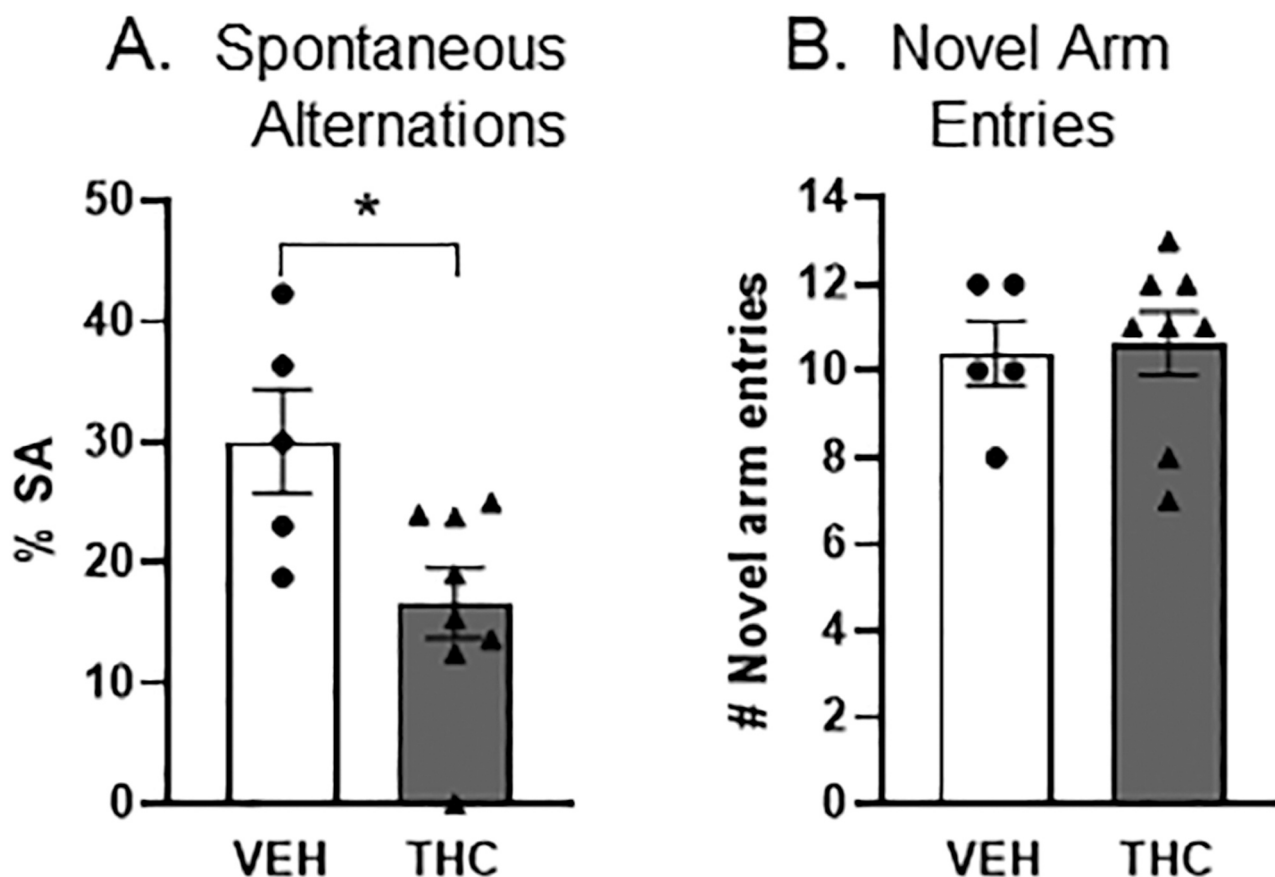 A. Spontaneous
Alternations
50
40
30
20
10
0
% SA
*
VEH
THC
B. Novel Arm
Entries
14
12
10
8
6
4
2
0
# Novel arm entries
VEH
THC